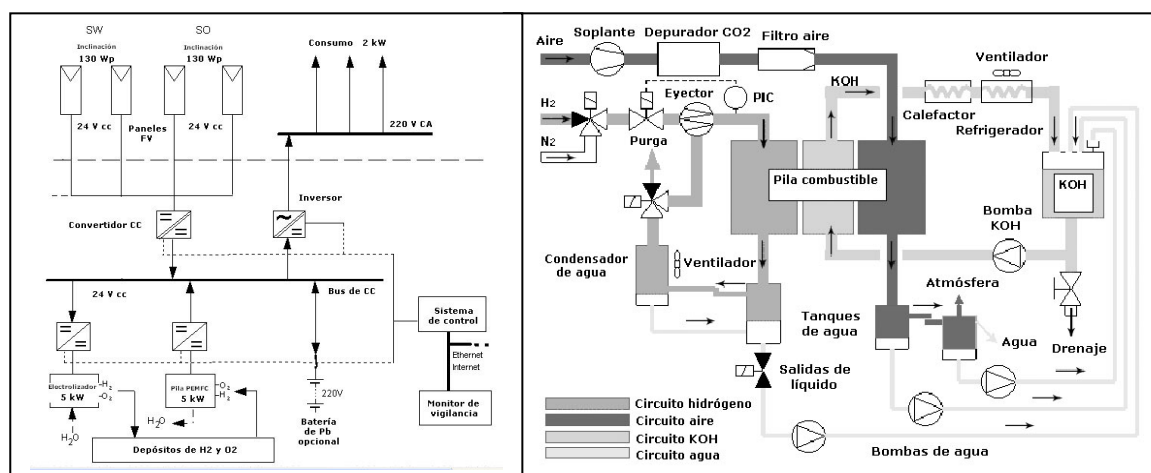 SW
SO
Inclinación
130 Wp
Inclinación
130 Wp
Consumo 2 kW
24 V cc
Paneles
FV
24 V cc
220 V CA
Convertidor CC
Inversor
24 V cc
Bus de CC
Sistema
de control
Ethernet
Internet
Monitor de
vigilancia
Electrolizador
5 kW
H2
O2
Pila PEMFC
5 kW
O2
H2
220V
H2O
H2O
Batería
de Pb
opcional
Depósitos de H2 y O2
Aire
Soplante
Depurador CO2
Filtro aire
Ventilador
H2
N2
Eyector
PIC
KOH
Calefactor
Refrigerador
Purga
Pila combustible
KOH
Bomba
KOH
Condensador
de agua
Ventilador
Tanques
de agua
Atmósfera
Agua
Drenaje
Salidas de
líquido
Circuito hidrógeno
Circuito aire
Circuito KOH
Circuito agua
Bombas de agua